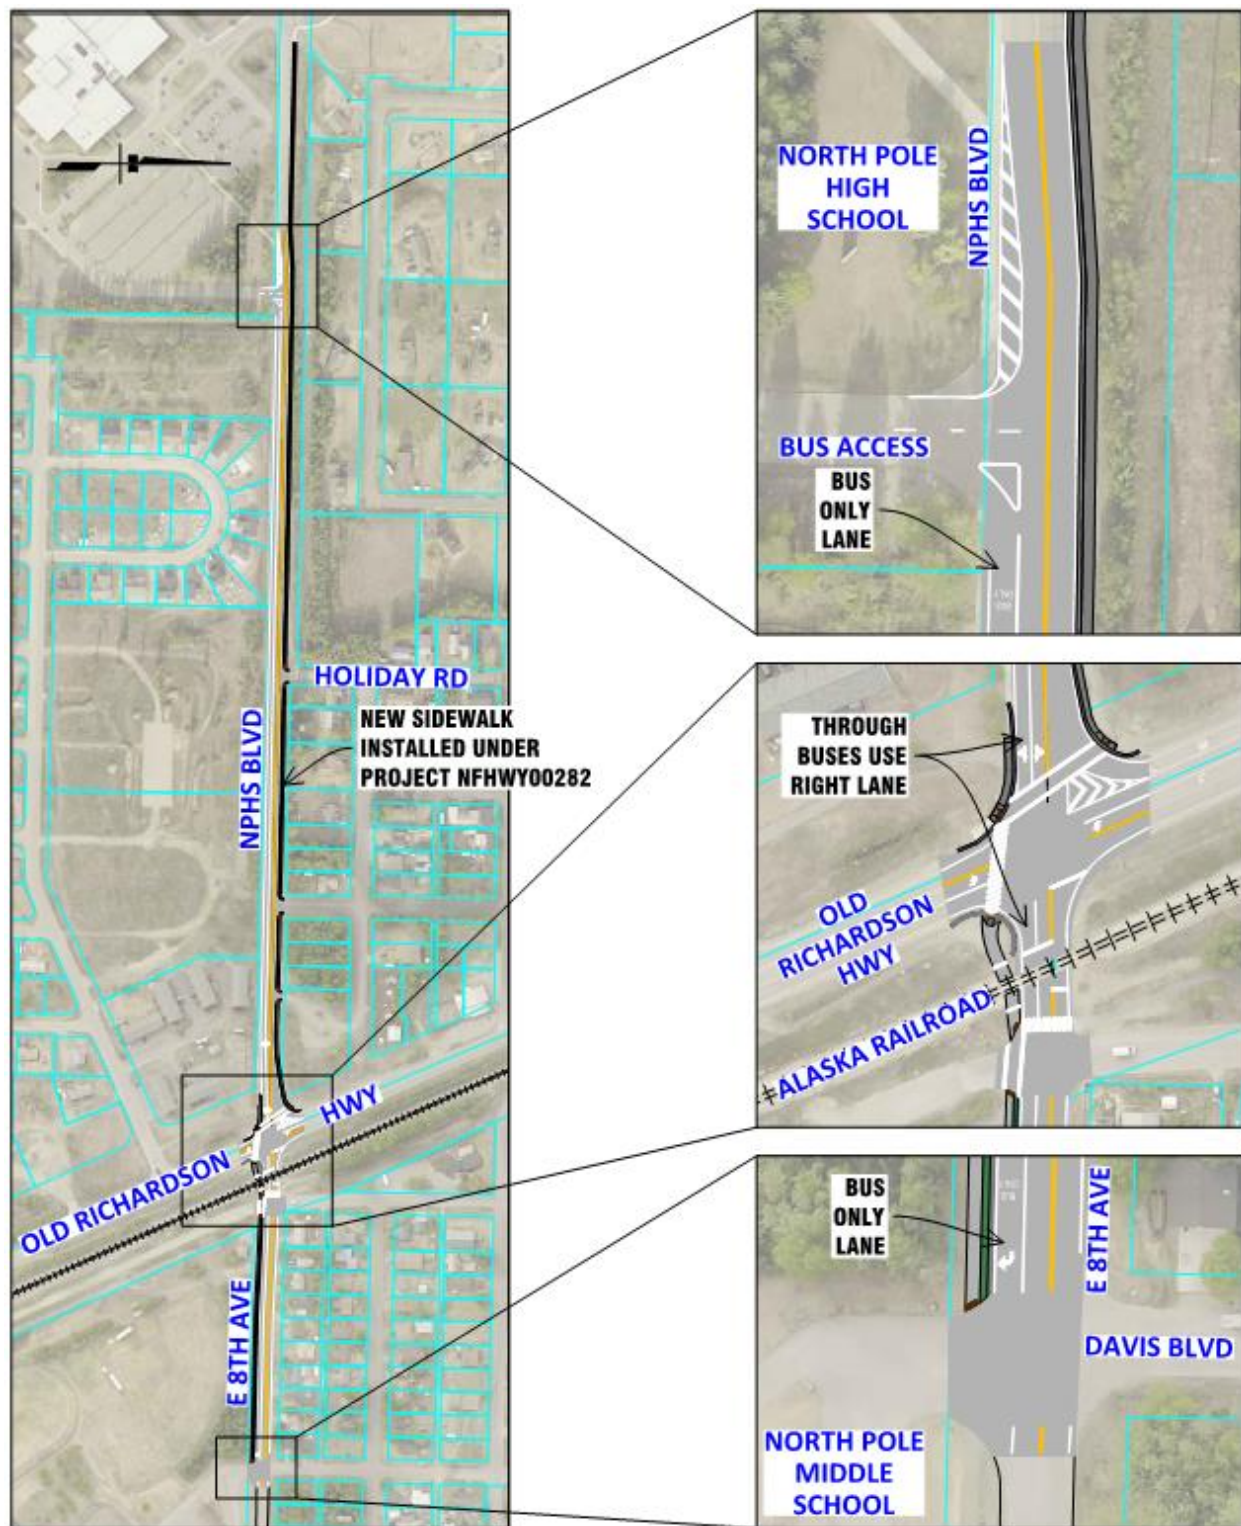 HOLIDAY RD
NEW SIDEWALK
INSTALLED UNDER
PROJECT NFHWY00282
NPHS BLVD
HWY
OLD RICHARDSON
E 8TH AVE
NORTH POLE
HIGH
SCHOOL
NPHS BLVD
BUS ACCESS
BUS
ONLY
LANE
THROUGH
BUSES USE
RIGHT LANE
OLD
RICHARDSON
HWY
ALASKA RAILROAD
BUS
ONLY
LANE
E 8TH AVE
DAVIS BLVD
NORTH POLE
MIDDLE
SCHOOL